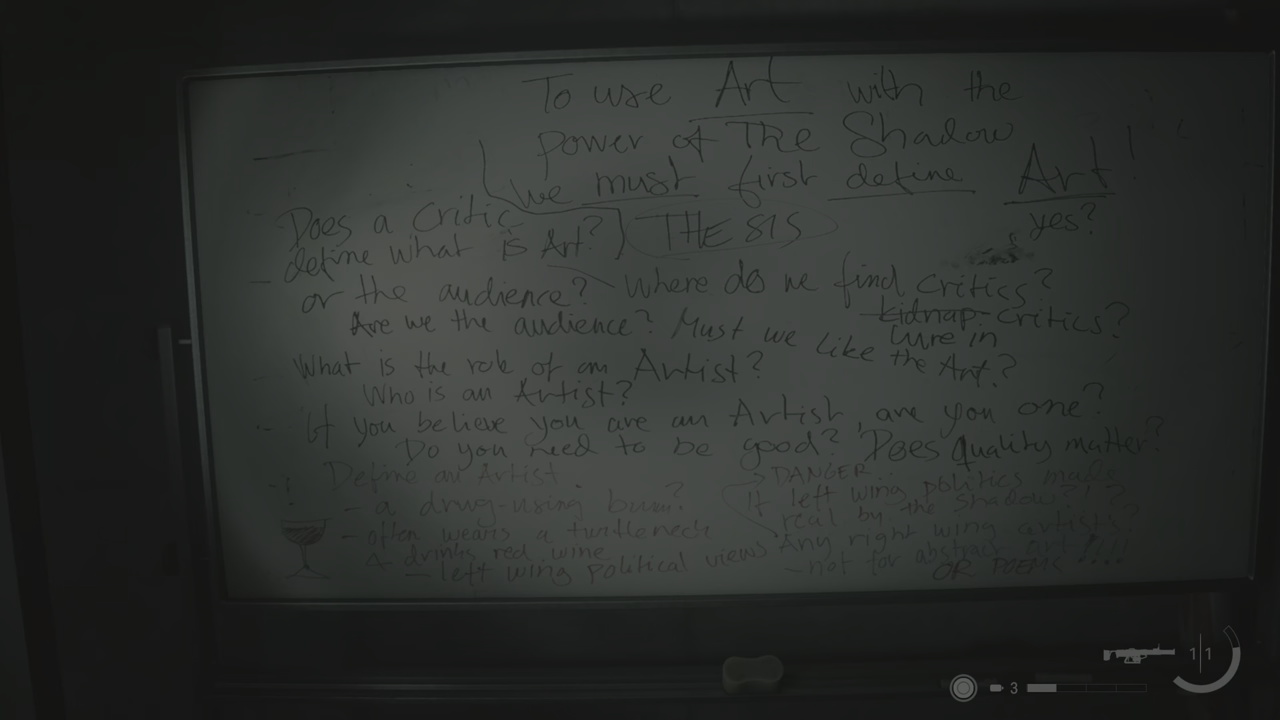 To use Art with the
power of The Shadow
we must first define Art!
yes?
THESIS
Does a Critic
define what is Art?
or the audience? Where do we find Critics?
kidnap critics?
lure in
Are we the audience? Must we like the Art?
What is the role of an Artist?
Who is an Artist?
If you believe you are an Artist, are you one?
Do you need to be good? Does quality matter?
Define an Artist
- a drug-using bum?
- often wears a turtleneck
drinks red wine
- left wing political views
DANGER
If left wing politics made
real by the Shadow?!?
Any right wing artists?
- not for abstract art!!!!
OR POEMS
1 1
3